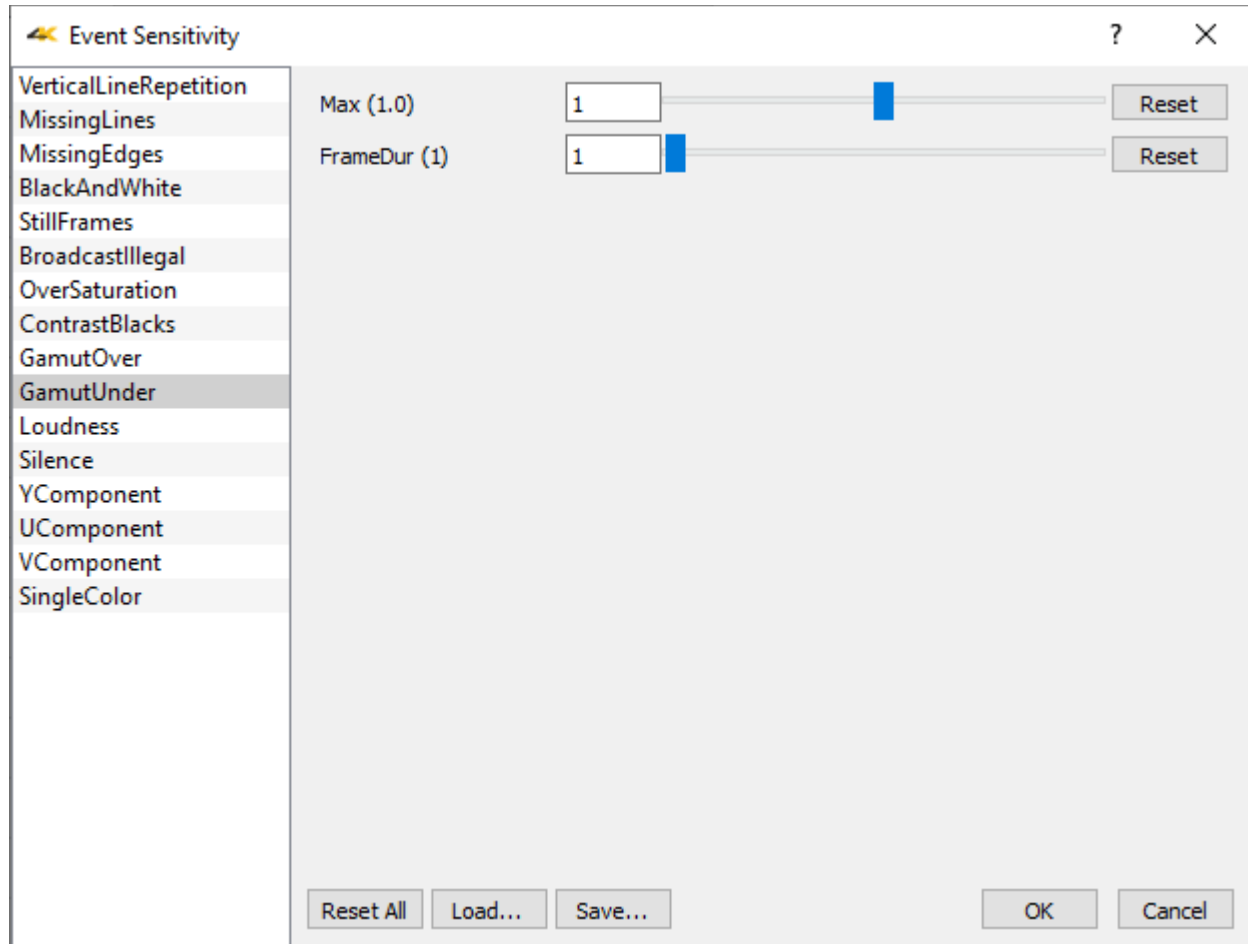 4K Event Sensitivity ?
VerticalLineRepetition
MissingLines
MissingEdges
BlackAndWhite
StillFrames
BroadcastIllegal
OverSaturation
ContrastBlacks
GamutOver
GamutUnder
Loudness
Silence
YComponent
UComponent
VComponent
SingleColor
Max (1.0) 1 Reset
FrameDur (1) 1 Reset
Reset All Load... Save... OK Cancel